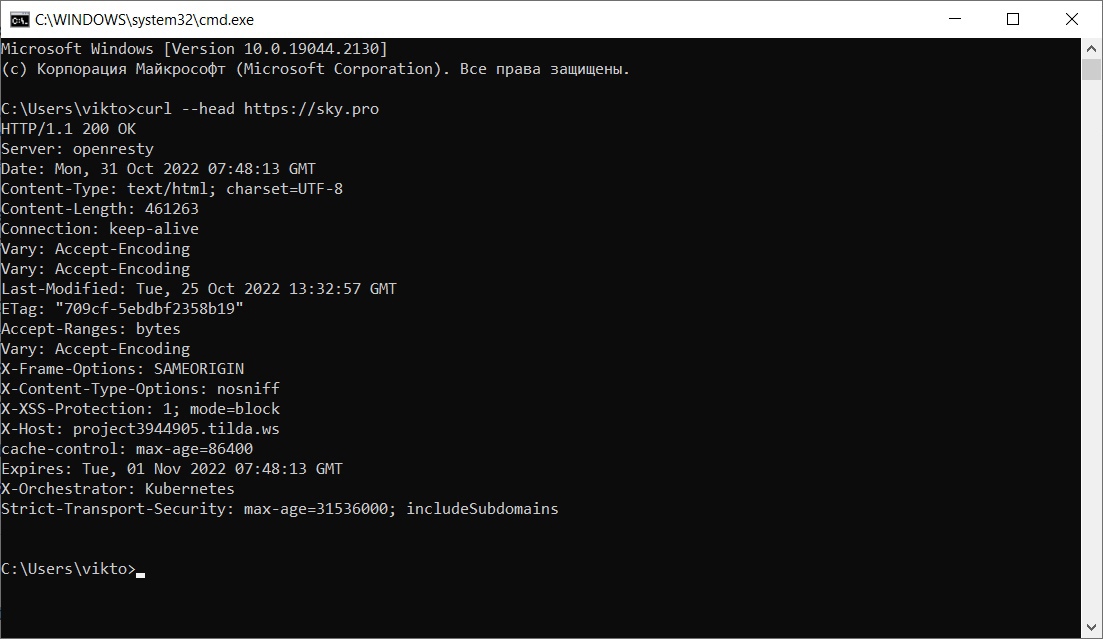 C:\WINDOWS\system32\cmd.exe
Microsoft Windows [Version 10.0.19044.2130]
(c) Корпорация Майкрософт (Microsoft Corporation). Все права защищены.
C:\Users\vikto>curl --head https://sky.pro
HTTP/1.1 200 OK
Server: openresty
Date: Mon, 31 Oct 2022 07:48:13 GMT
Content-Type: text/html; charset=UTF-8
Content-Length: 461263
Connection: keep-alive
Vary: Accept-Encoding
Vary: Accept-Encoding
Last-Modified: Tue, 25 Oct 2022 13:32:57 GMT
ETag: "709cf-5ebdbf2358b19"
Accept-Ranges: bytes
Vary: Accept-Encoding
X-Frame-Options: SAMEORIGIN
X-Content-Type-Options: nosniff
X-XSS-Protection: 1; mode=block
X-Host: project3944905.tilda.ws
cache-control: max-age=86400
Expires: Tue, 01 Nov 2022 07:48:13 GMT
X-Orchestrator: Kubernetes
Strict-Transport-Security: max-age=31536000; includeSubdomains
C:\Users\vikto>